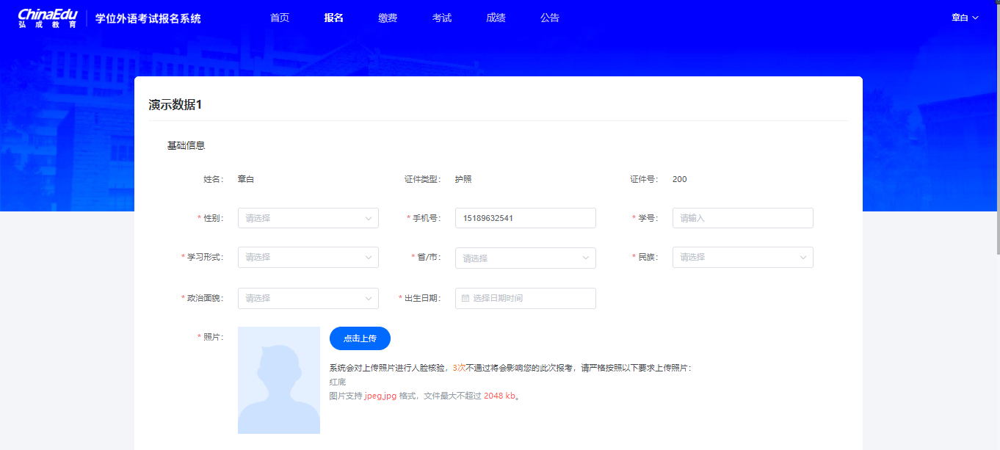 ChinaEdu 弘成教育 学位外语考试报名系统 首页 报名 缴费 考试 成绩 公告 章白
演示数据1
基础信息
姓名： 章白 证件类型： 护照 证件号： 200
* 性别： 请选择 * 手机号： 15189632541 * 学号： 请输入
* 学习形式： 请选择 * 省/市： 请选择 * 民族： 请选择
* 政治面貌： 请选择 * 出生日期： 选择日期时间
* 照片： 点击上传
系统会对上传照片进行人脸核验，3次不通过将会影响您的此次报考，请严格按照以下要求上传照片：
红底
图片支持 jpeg,jpg 格式，文件最大不超过 2048 kb。